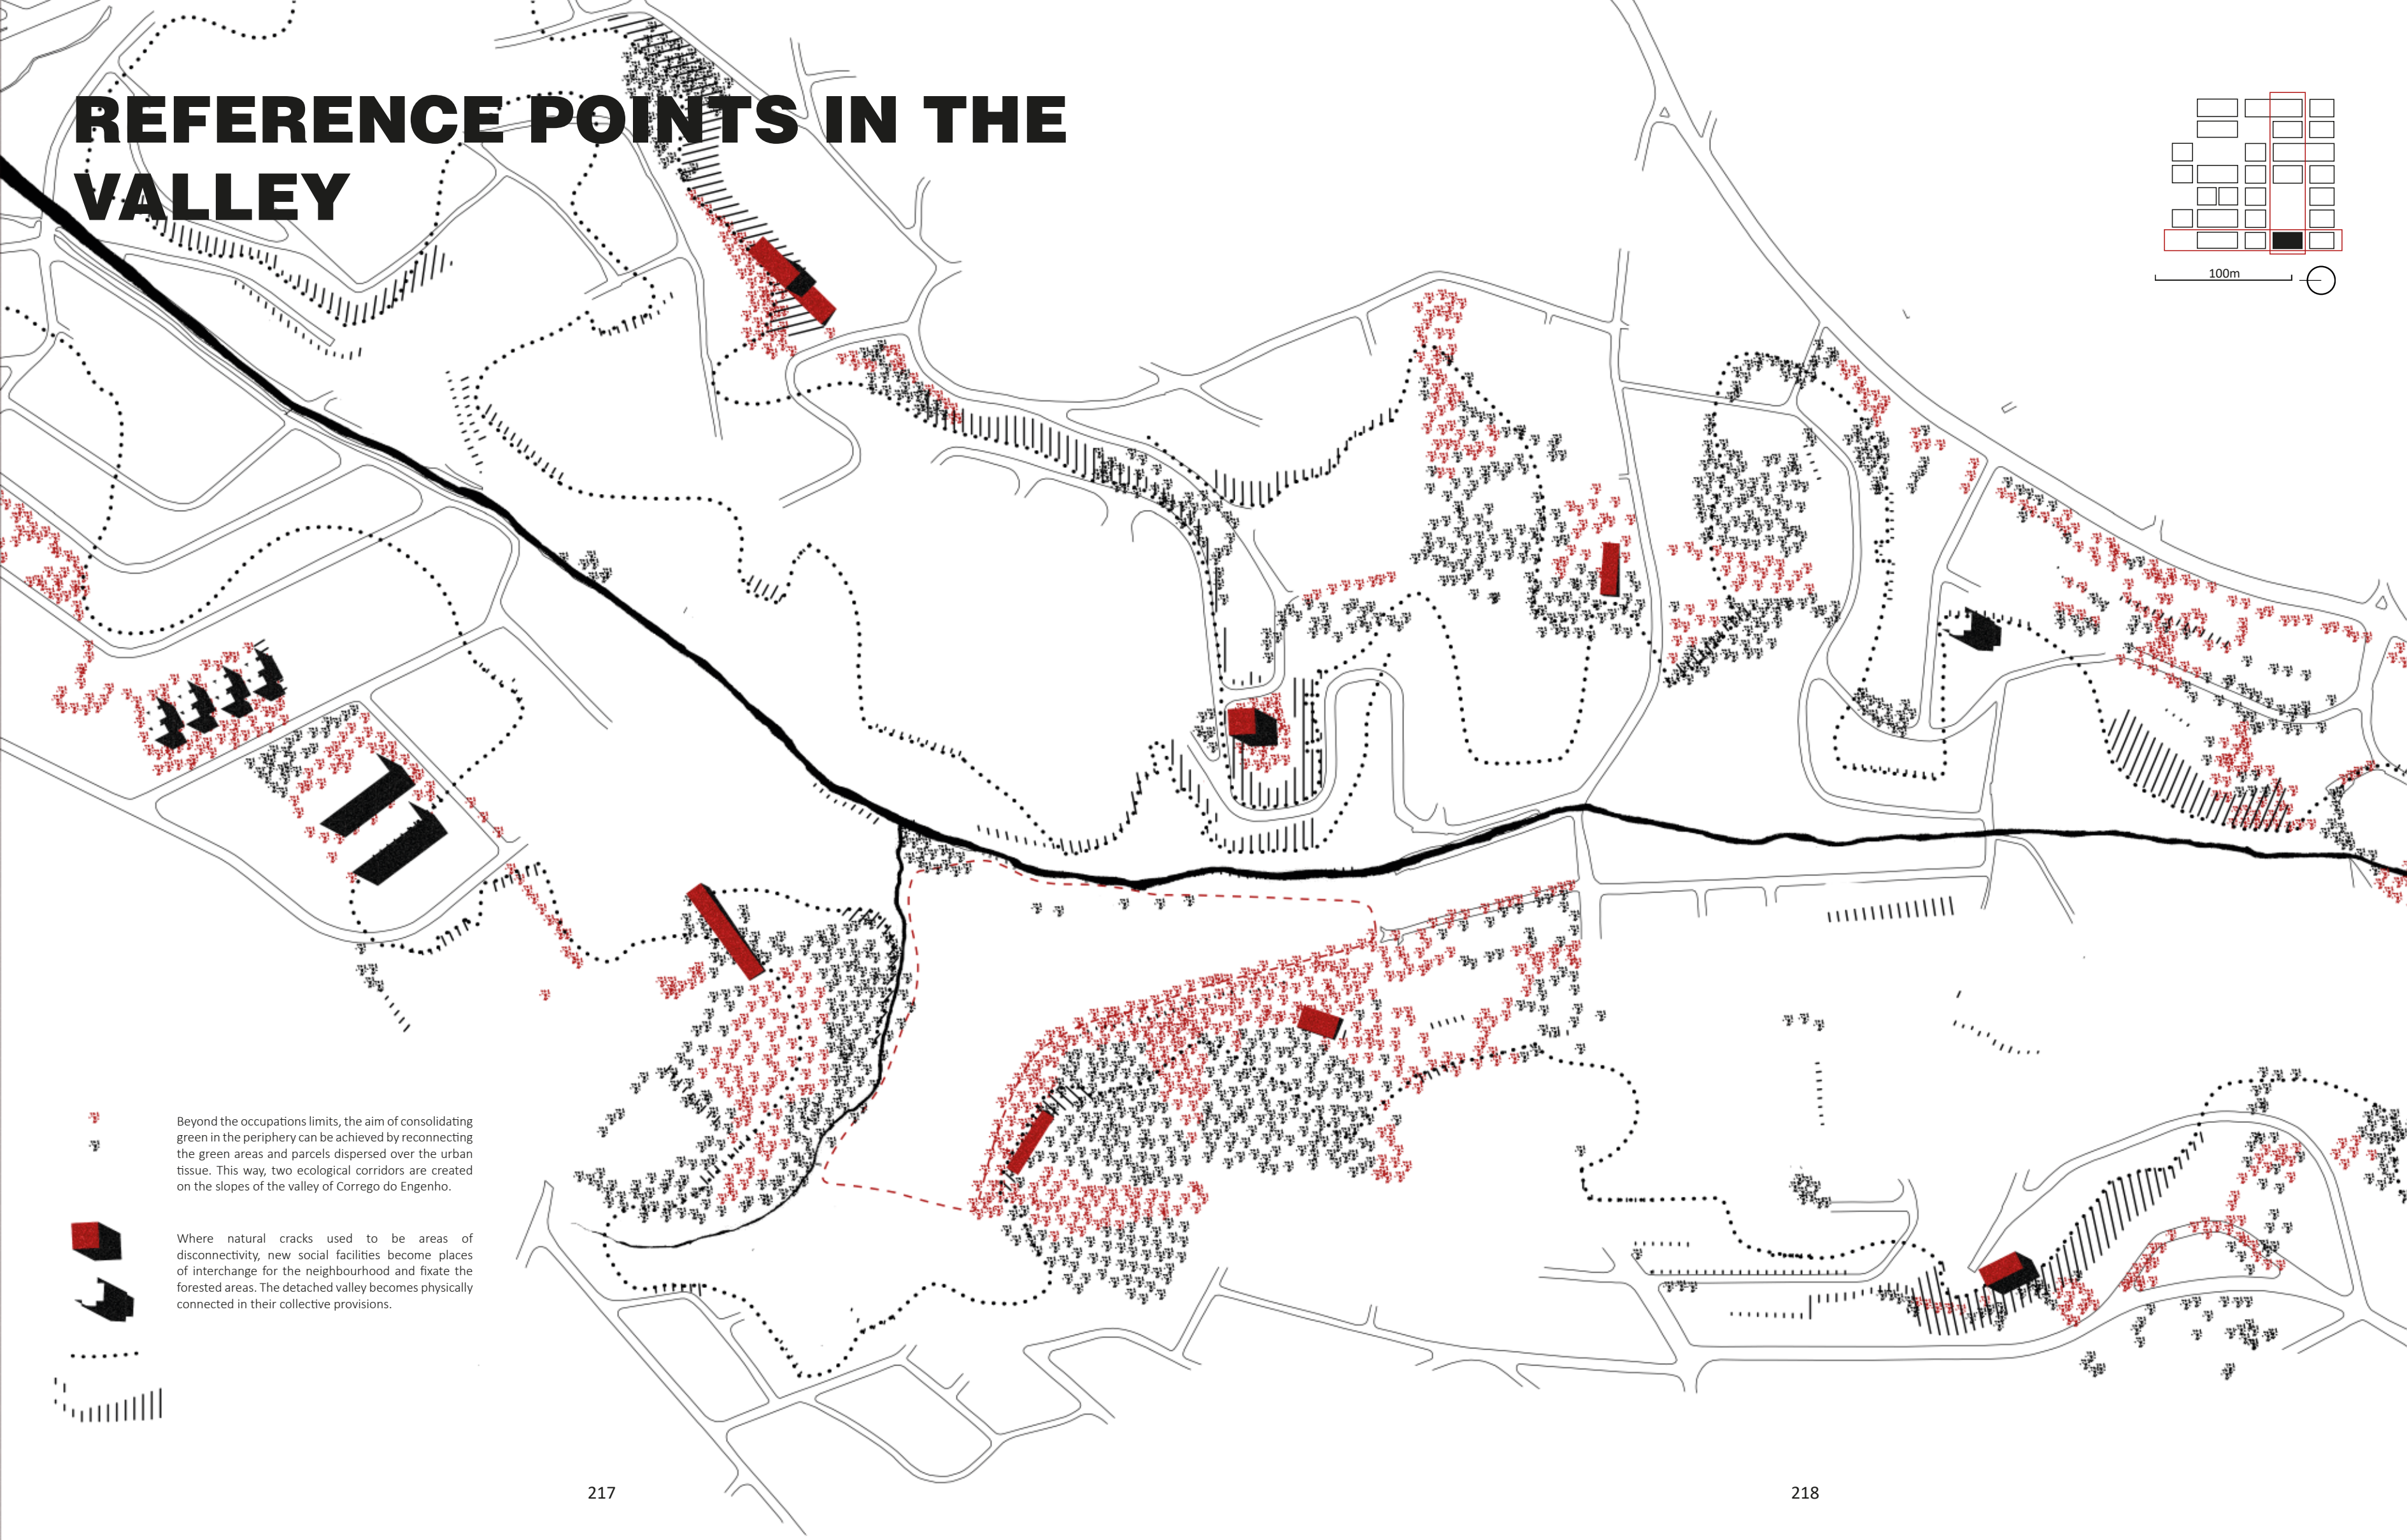 REFERENCE POINTS IN THE
VALLEY
100m
Beyond the occupations limits, the aim of consolidating
green in the periphery can be achieved by reconnecting
the green areas and parcels dispersed over the urban
tissue. This way, two ecological corridors are created
on the slopes of the valley of Corrego do Engenho.
Where natural cracks used to be areas of
disconnectivity, new social facilities become places
of interchange for the neighbourhood and fixate the
forested areas. The detached valley becomes physically
connected in their collective provisions.
217
218